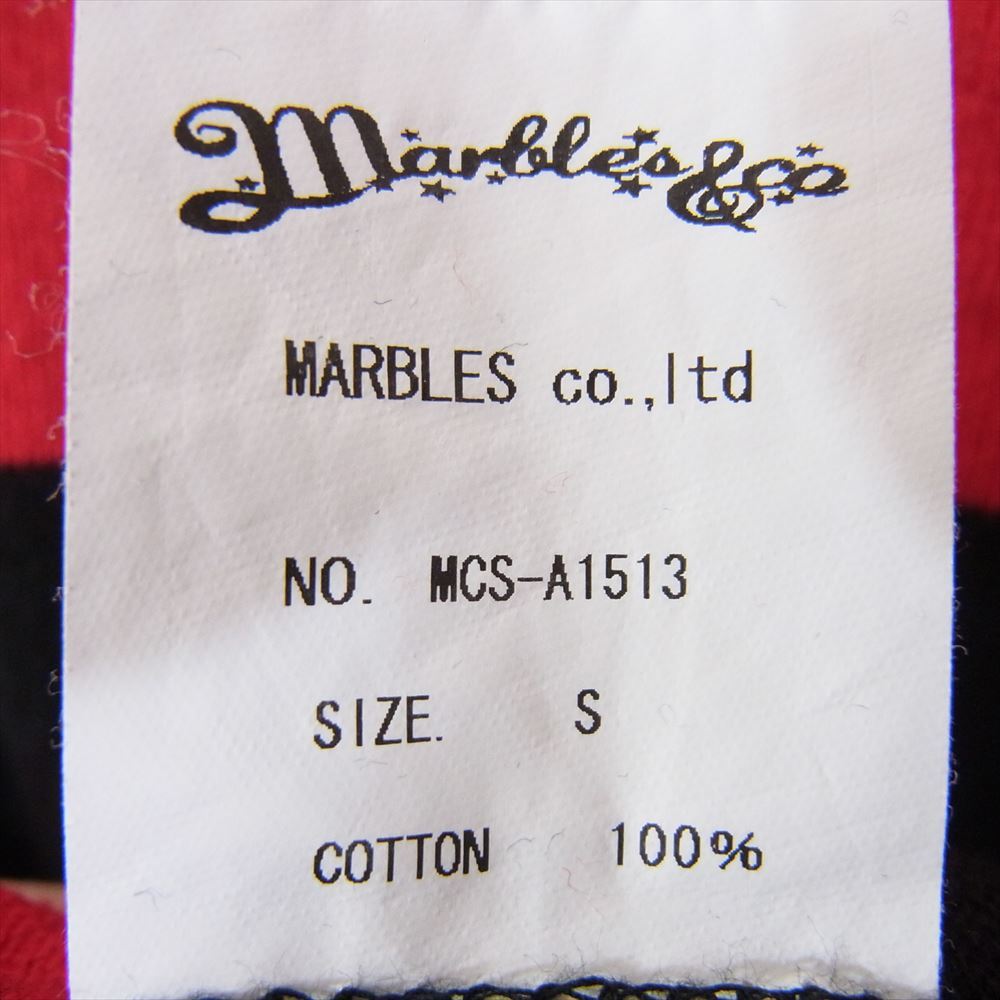 Marbles&co
MARBLES co.,ltd
NO. MCS-A1513
SIZE. S
COTTON 100%